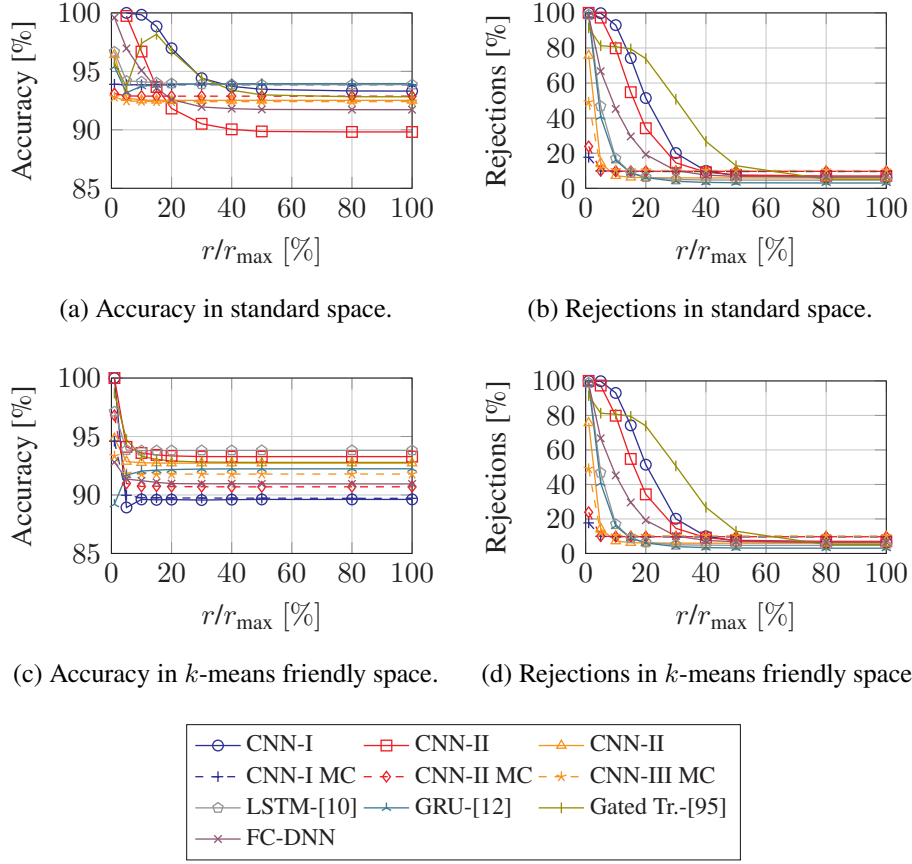 100
95
90
85
0 20 40 60 80 100
Accuracy [%]
r/r_max [%]
(a) Accuracy in standard space.
100
80
60
40
20
0
0 20 40 60 80 100
Rejections [%]
r/r_max [%]
(b) Rejections in standard space.
100
95
90
85
0 20 40 60 80 100
Accuracy [%]
r/r_max [%]
(c) Accuracy in k-means friendly space.
100
80
60
40
20
0
0 20 40 60 80 100
Rejections [%]
r/r_max [%]
(d) Rejections in k-means friendly space
CNN-I CNN-II CNN-II
CNN-I MC CNN-II MC CNN-III MC
LSTM-[10] GRU-[12] Gated Tr.-[95]
FC-DNN